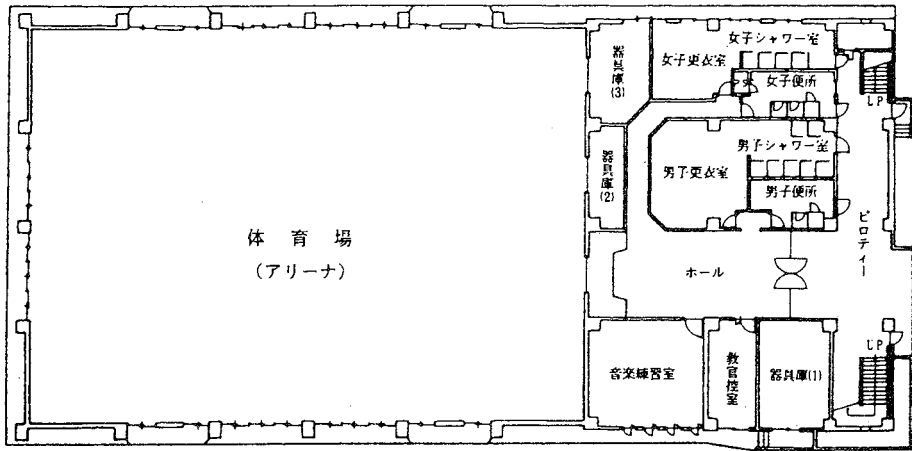 体育場
(アリーナ)
器具庫(3)
女子更衣室
女子シャワー室
女子便所
UP
器具庫(2)
男子更衣室
男子シャワー室
男子便所
ピロティー
ホール
音楽練習室
教官控室
器具庫(1)
UP